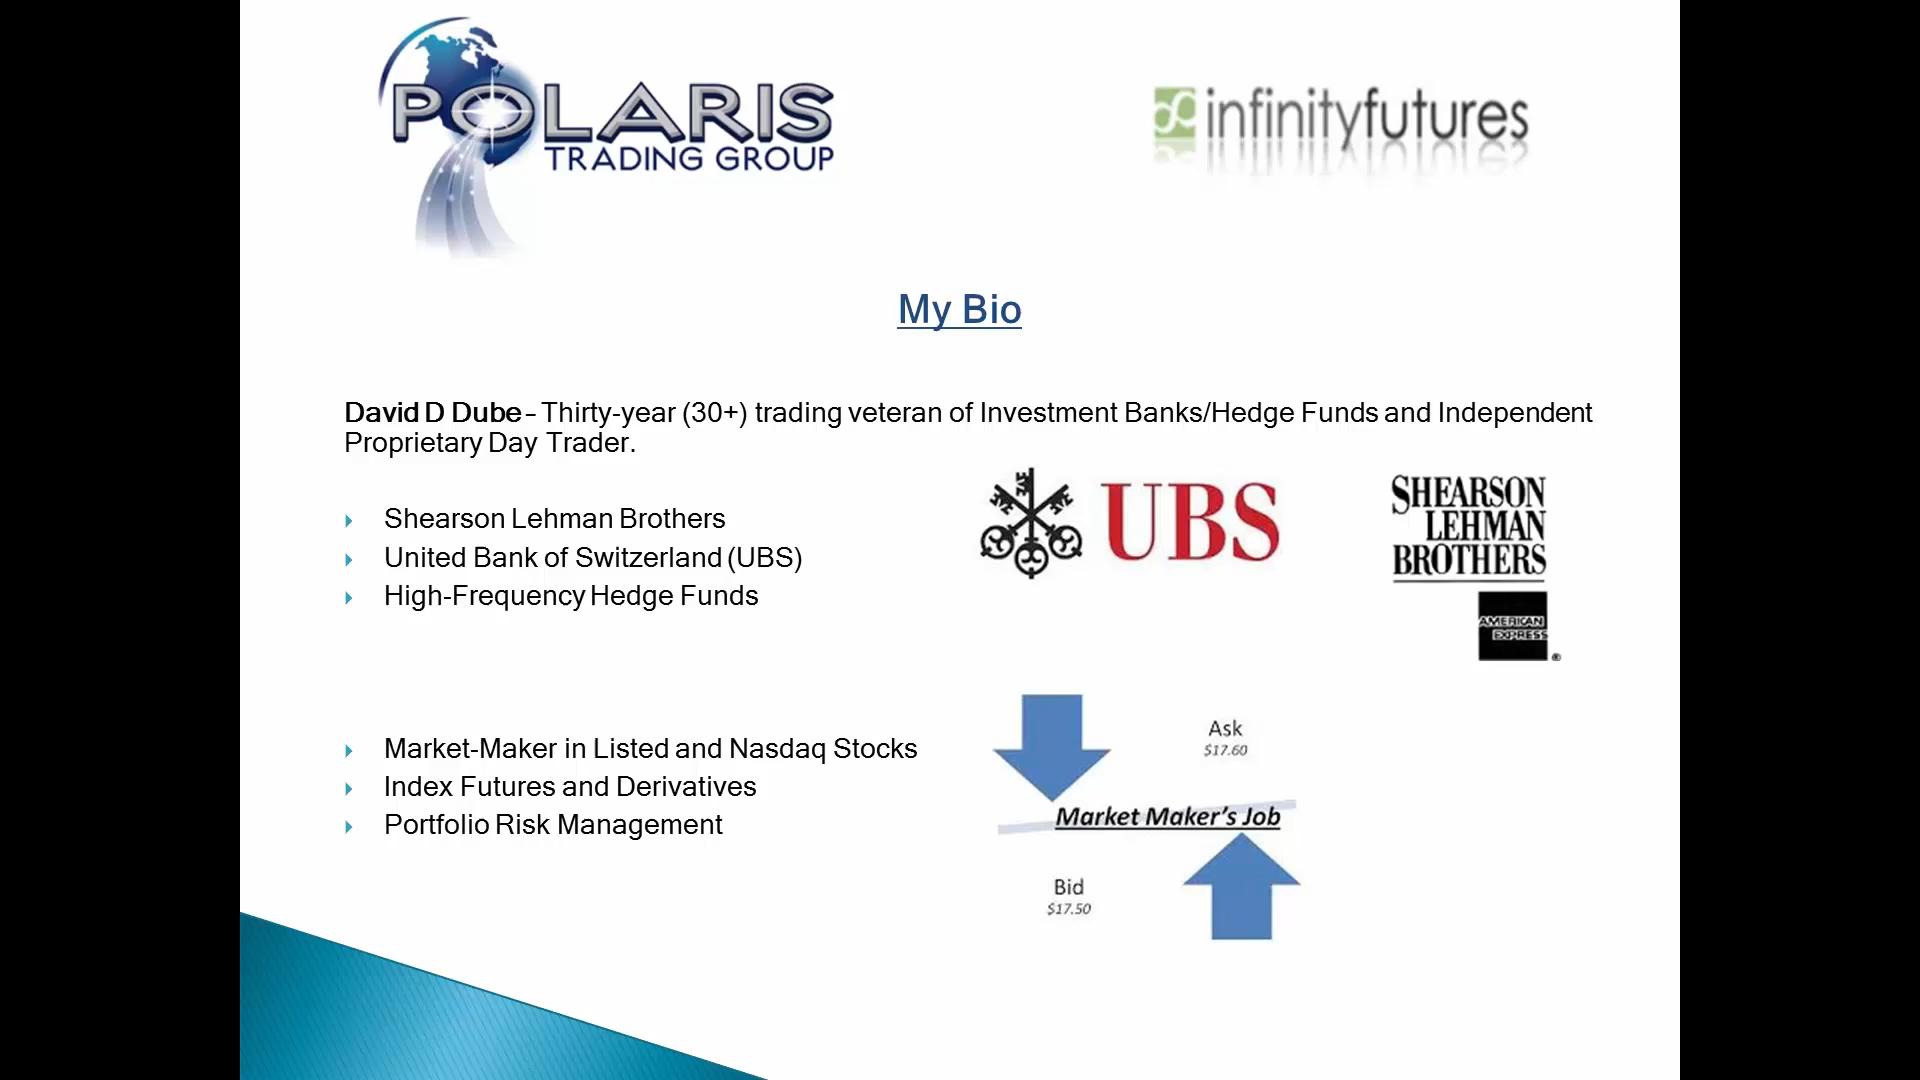 POLARIS
TRADING GROUP
infinityfutures
My Bio
David D Dube – Thirty-year (30+) trading veteran of Investment Banks/Hedge Funds and Independent
Proprietary Day Trader.
Shearson Lehman Brothers
United Bank of Switzerland (UBS)
High-Frequency Hedge Funds
UBS
SHEARSON
LEHMAN
BROTHERS
AMERICAN
EXPRESS
®
Market-Maker in Listed and Nasdaq Stocks
Index Futures and Derivatives
Portfolio Risk Management
Ask
$17.60
Market Maker's Job
Bid
$17.50